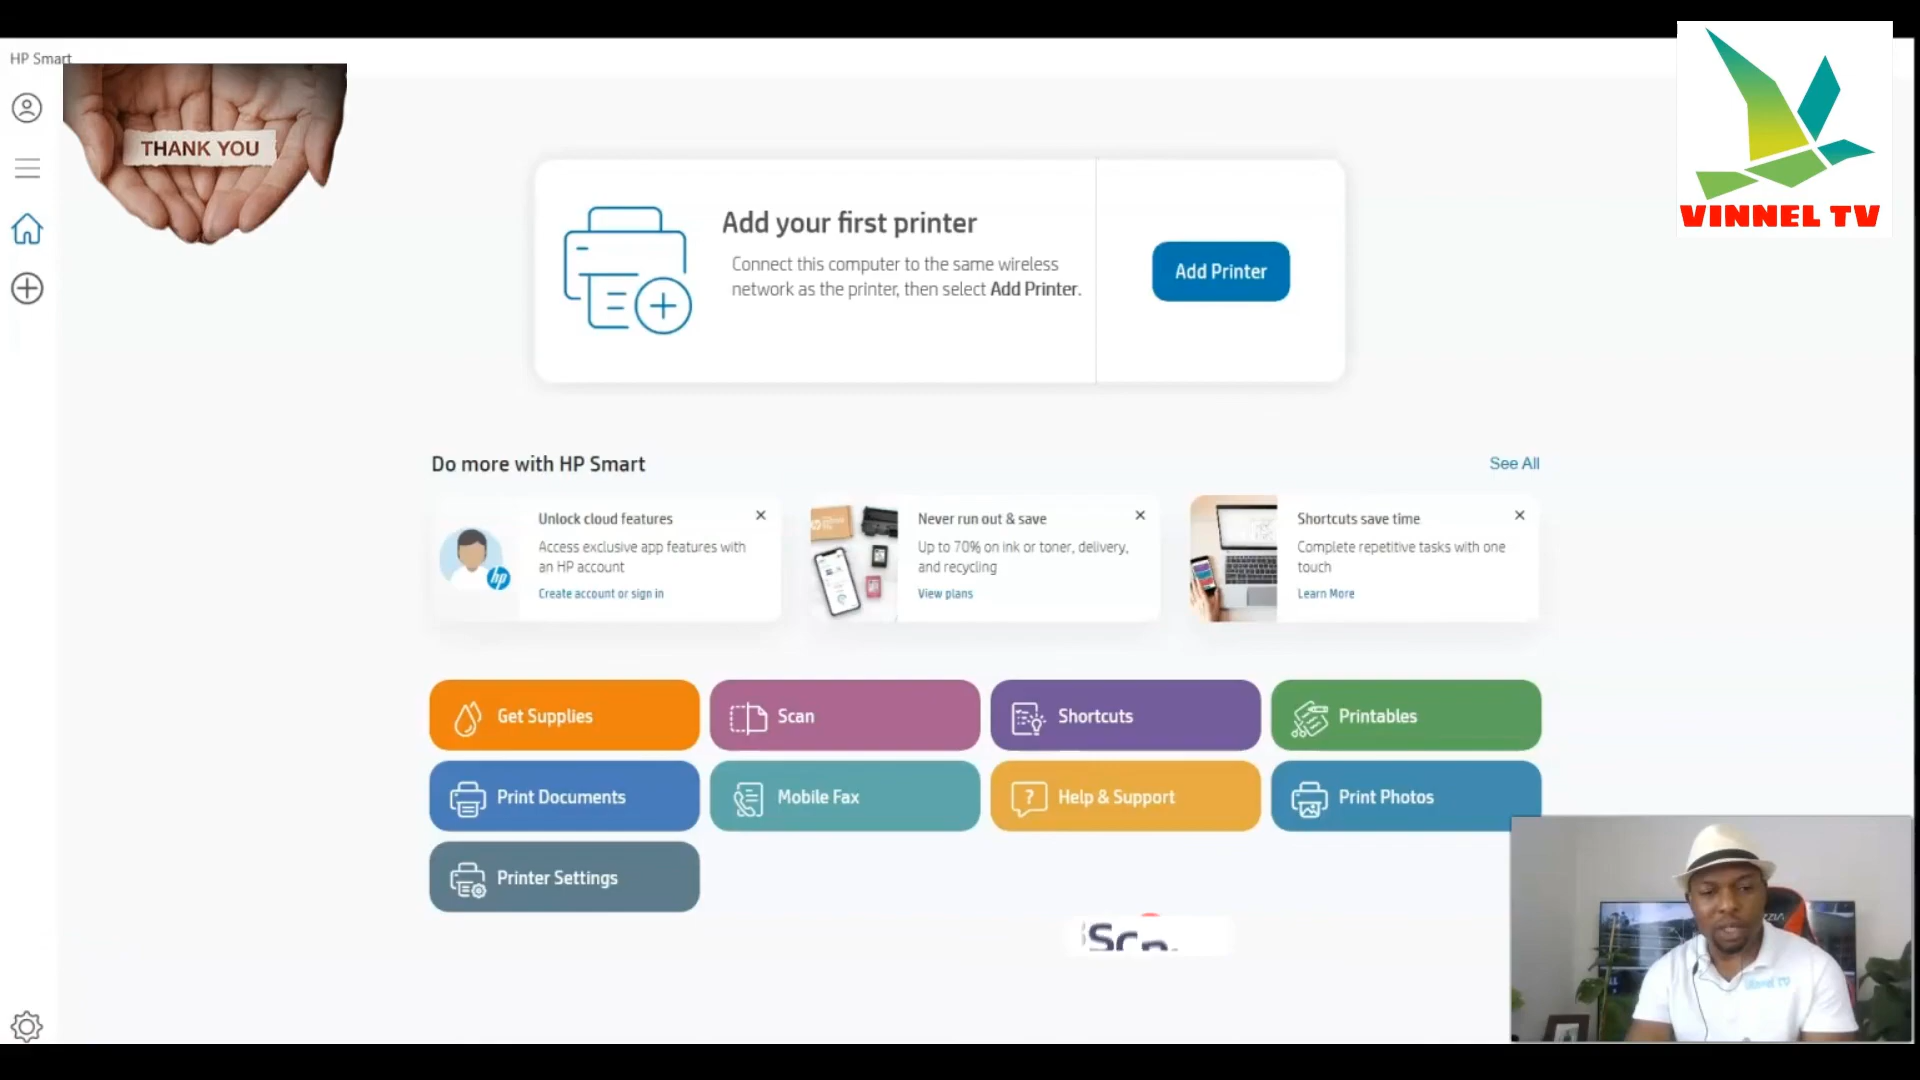 HP Smart
THANK YOU
VINNEL TV
Add your first printer
Connect this computer to the same wireless
network as the printer, then select Add Printer.
Add Printer
Do more with HP Smart
See All
Unlock cloud features
Access exclusive app features with
an HP account
Create account or sign in
hp
Never run out & save
Up to 70% on ink or toner, delivery,
and recycling
View plans
Shortcuts save time
Complete repetitive tasks with one
touch
Learn More
Get Supplies
Scan
Shortcuts
Printables
Print Documents
Mobile Fax
Help & Support
Print Photos
Printer Settings